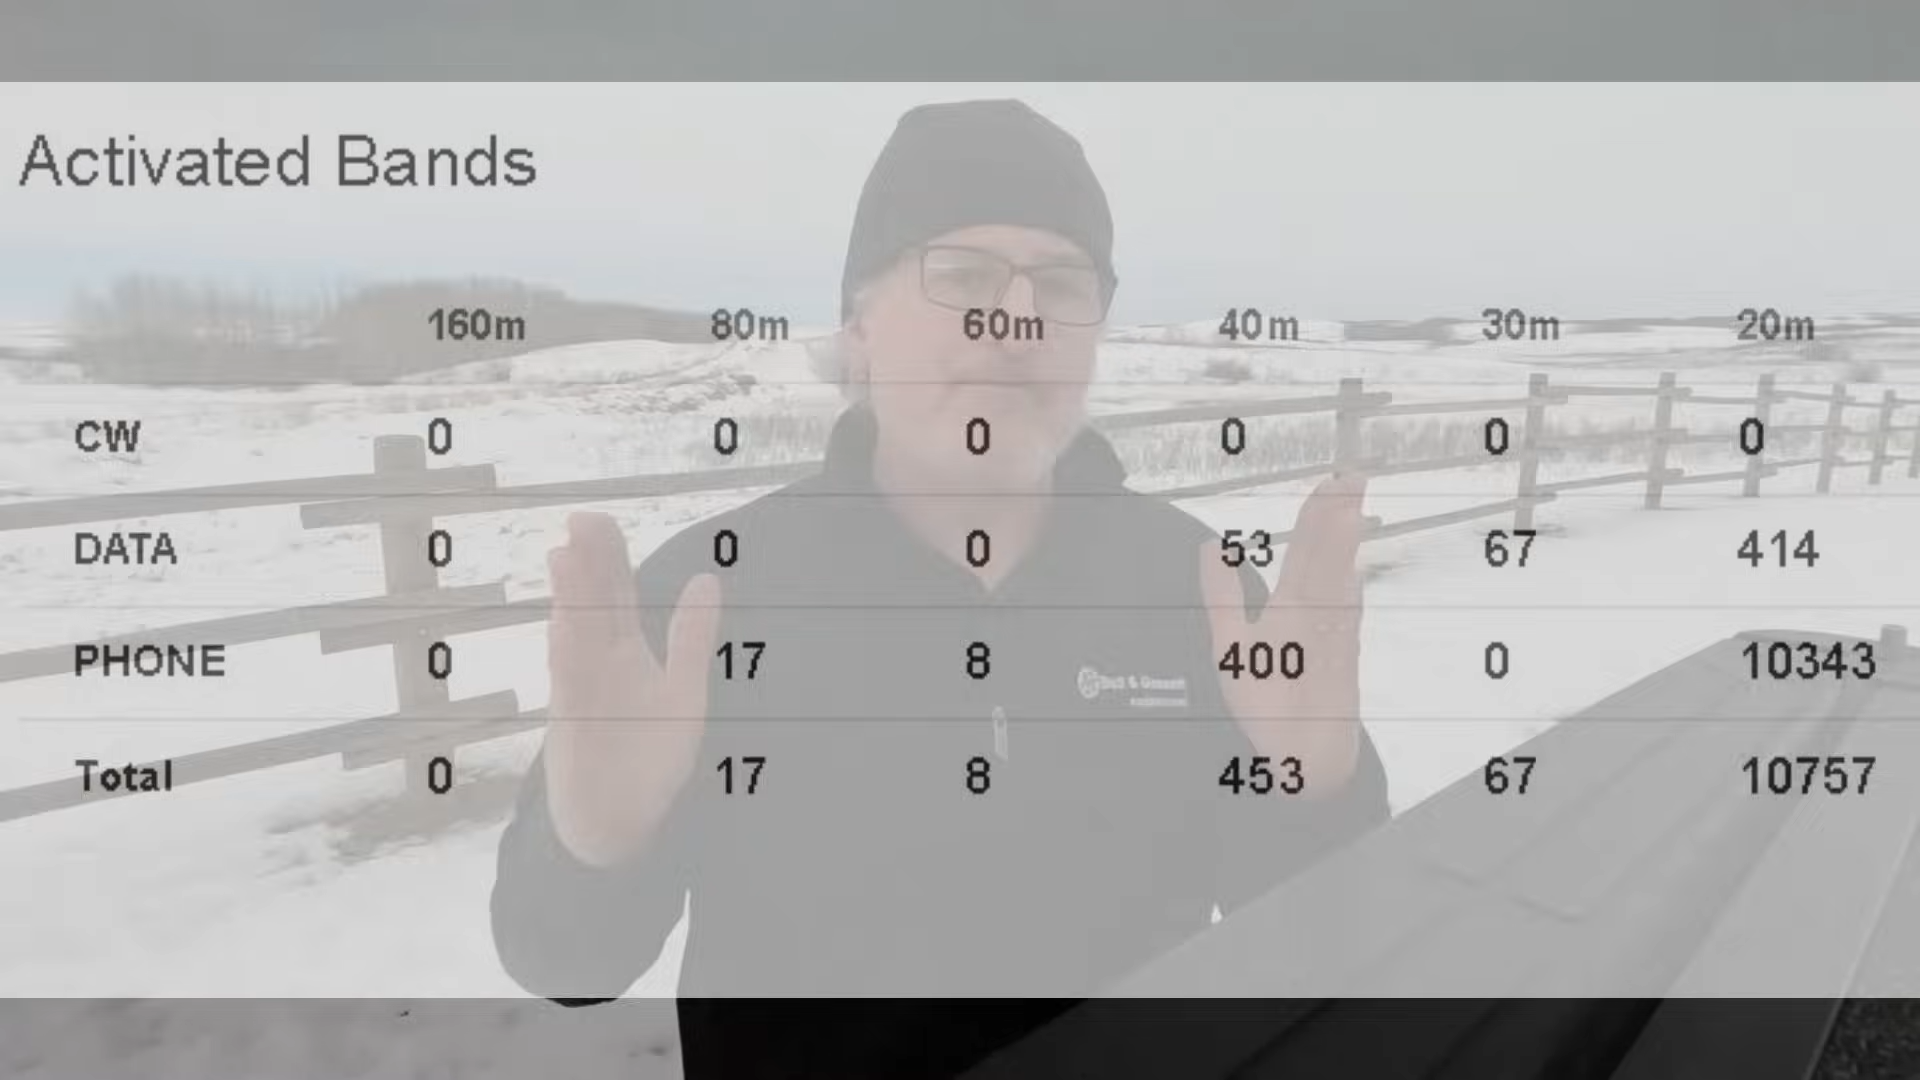 Activated Bands
160m 80m 60m 40m 30m 20m
CW 0 0 0 0 0 0
DATA 0 0 0 53 67 414
PHONE 0 17 8 400 0 10343
Total 0 17 8 453 67 10757